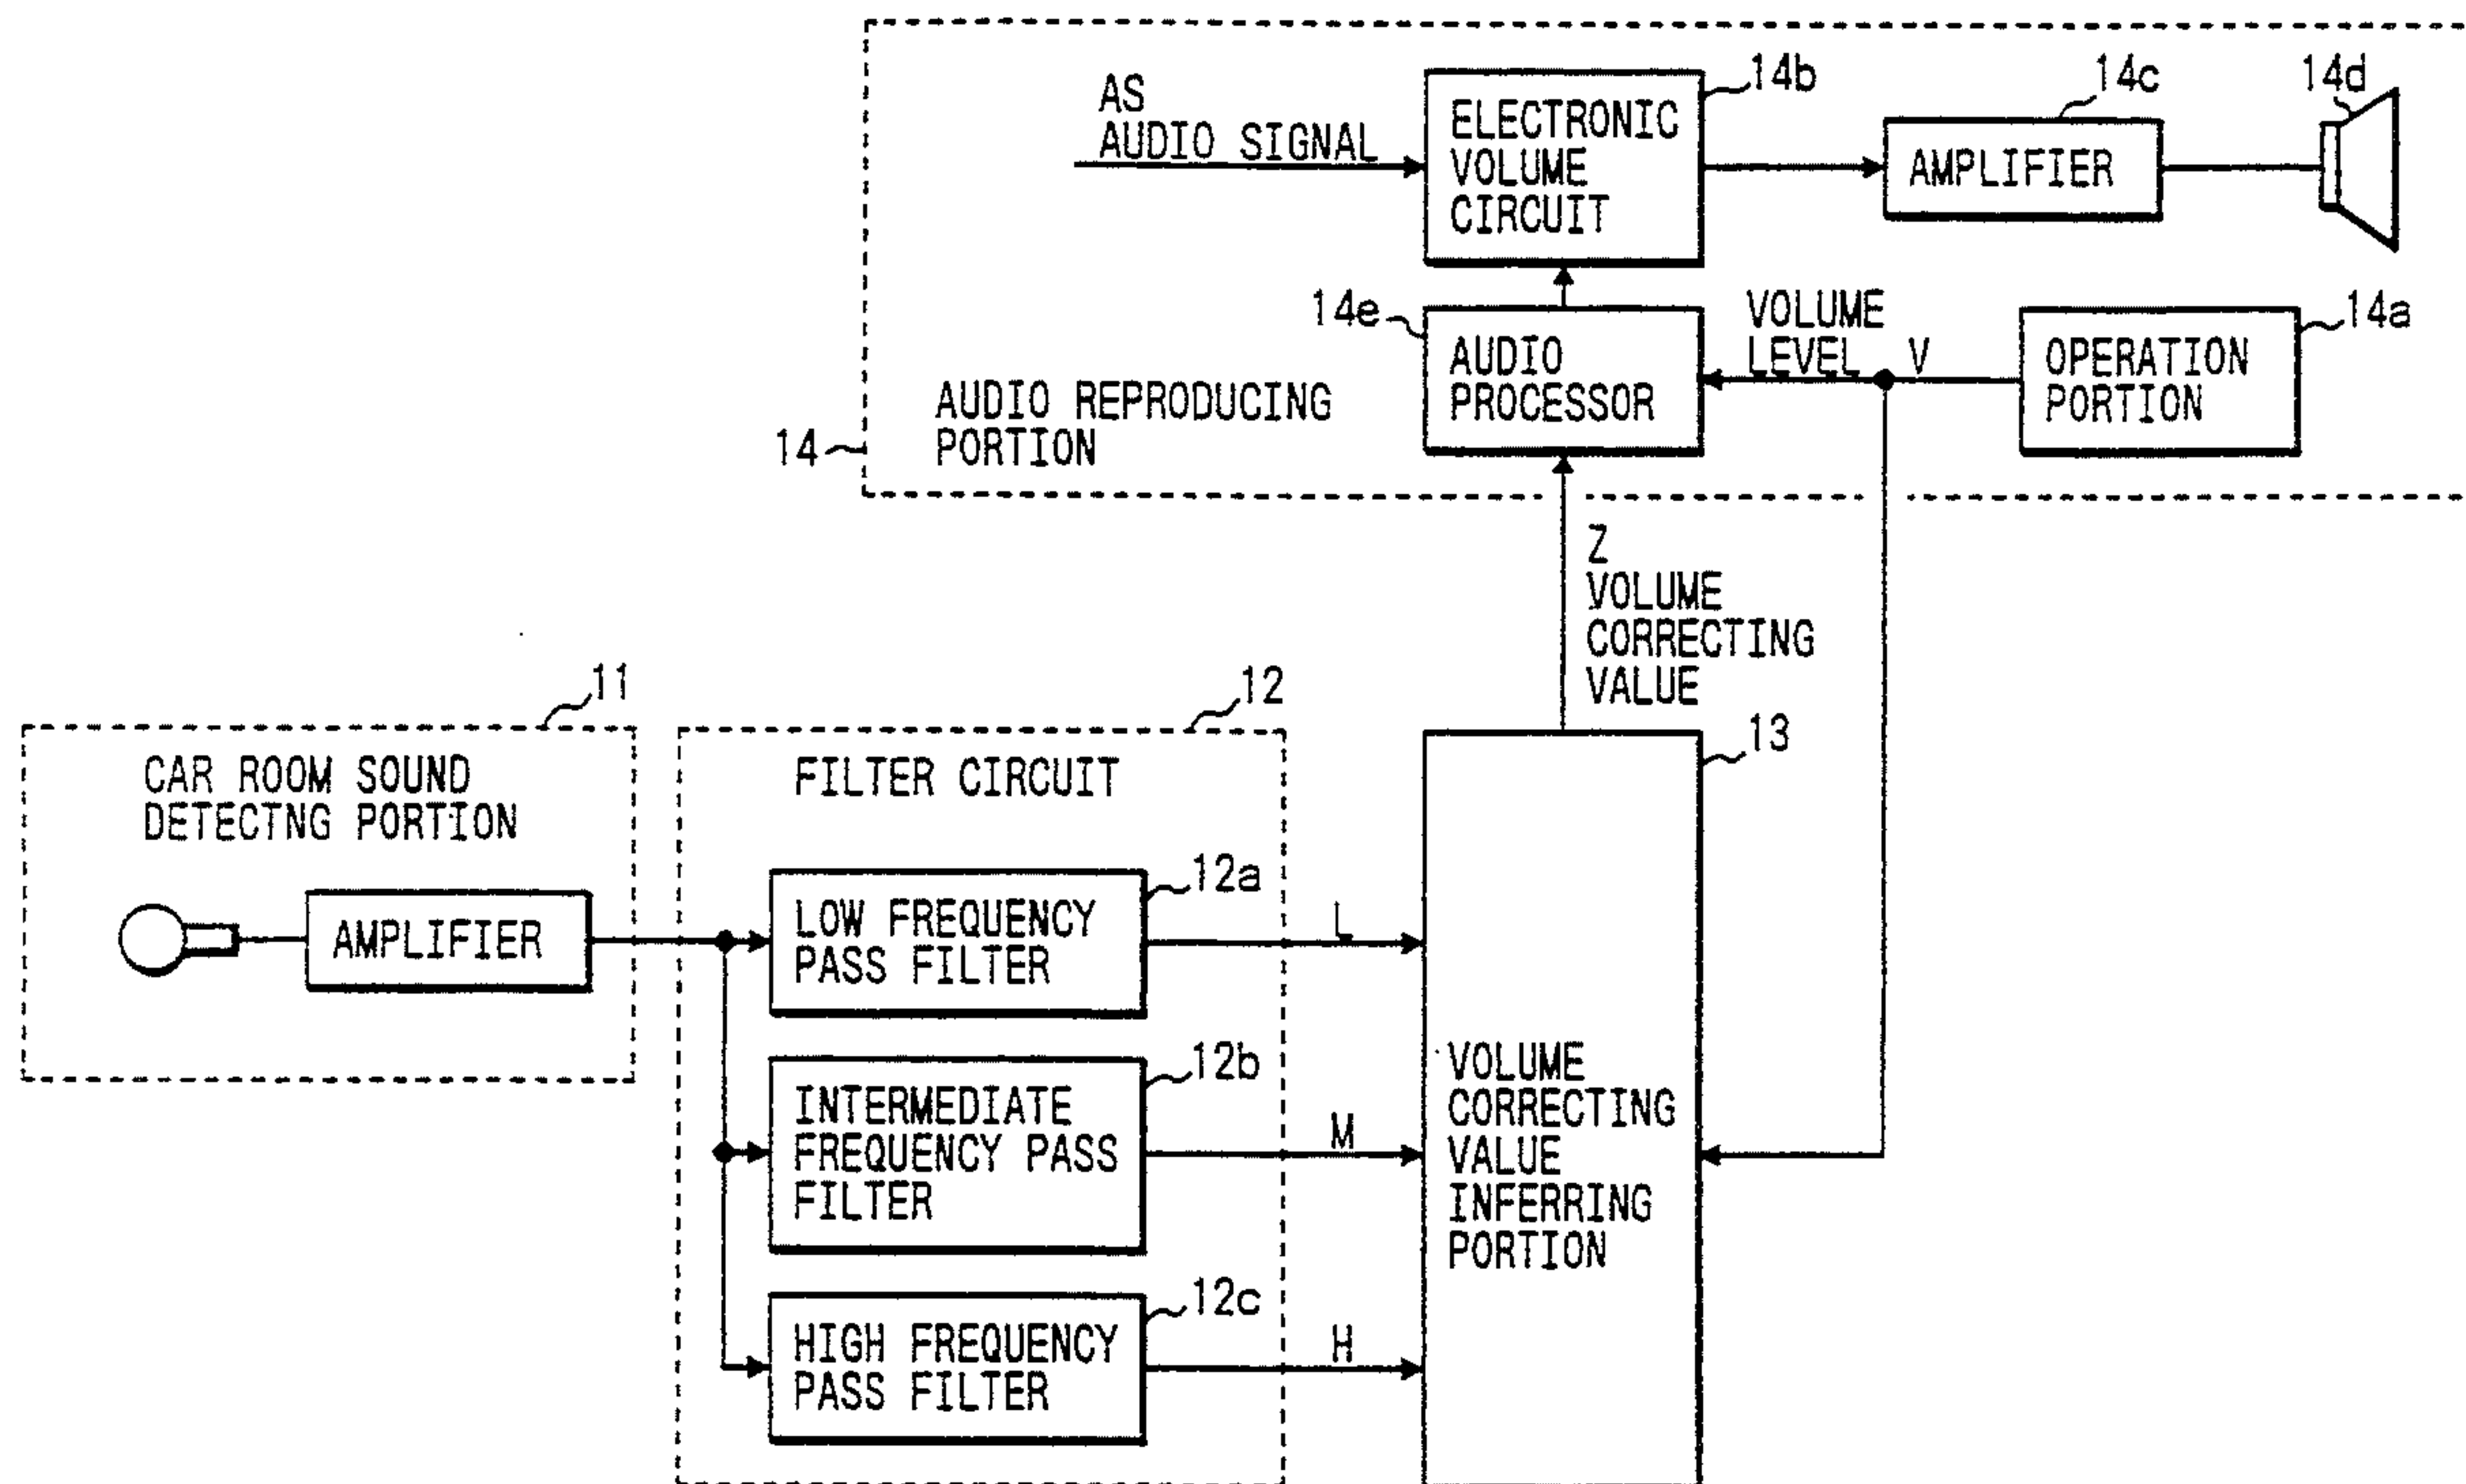 AS
AUDIO SIGNAL
ELECTRONIC
VOLUME
CIRCUIT
14b
AMPLIFIER
14c
14d
14e
AUDIO
PROCESSOR
VOLUME
LEVEL V
OPERATION
PORTION
14a
AUDIO REPRODUCING
PORTION
14
Z
VOLUME
CORRECTING
VALUE
11
CAR ROOM SOUND
DETECTNG PORTION
AMPLIFIER
12
FILTER CIRCUIT
12a
LOW FREQUENCY
PASS FILTER
L
12b
INTERMEDIATE
FREQUENCY PASS
FILTER
M
12c
HIGH FREQUENCY
PASS FILTER
H
13
VOLUME
CORRECTING
VALUE
INFERRING
PORTION